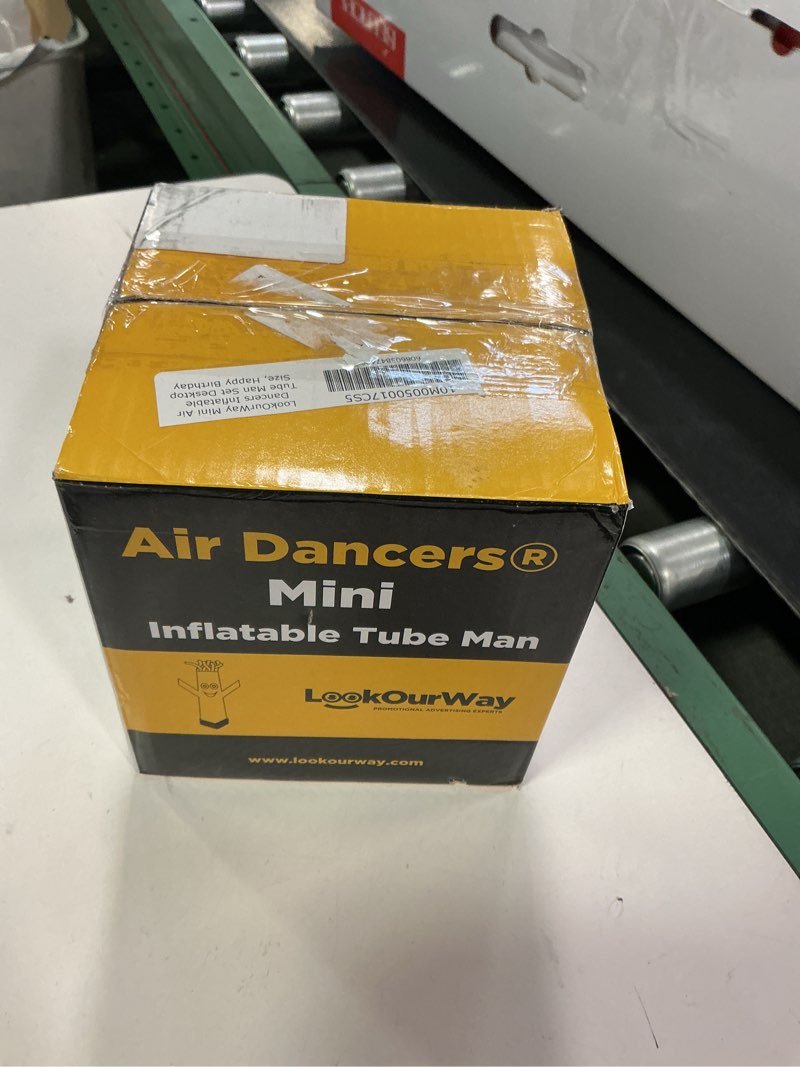 10M0050017CS5
LookOurWay Mini Air
Dancers Inflatable
Tube Man Set Desktop
Size, Happy Birthday
Air Dancers®
Mini
Inflatable Tube Man
LookOurWay
PROMOTIONAL ADVERTISING EXPERTS
www.lookourway.com